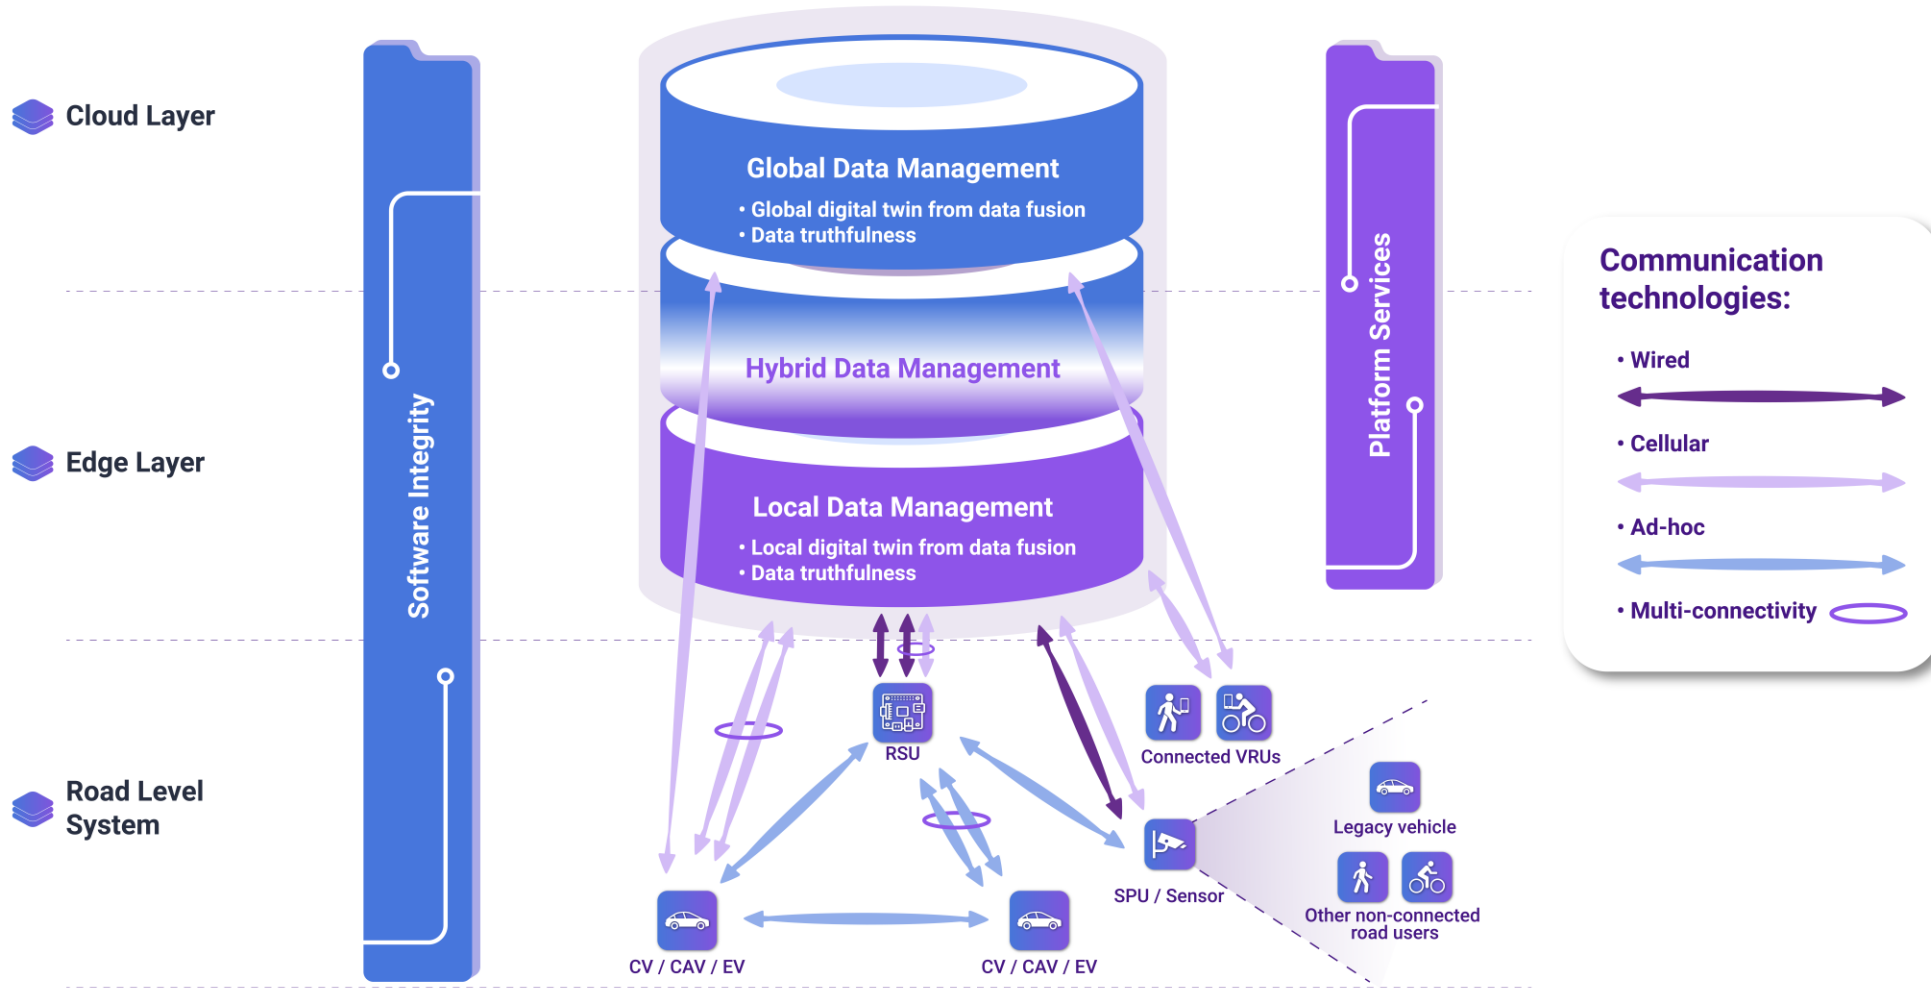 Cloud Layer
Edge Layer
Road Level
System
Software Integrity
Global Data Management
• Global digital twin from data fusion
• Data truthfulness
Hybrid Data Management
Local Data Management
• Local digital twin from data fusion
• Data truthfulness
Platform Services
RSU
Connected VRUs
SPU / Sensor
Legacy vehicle
Other non-connected
road users
CV / CAV / EV
CV / CAV / EV
Communication
technologies:
• Wired
• Cellular
• Ad-hoc
• Multi-connectivity